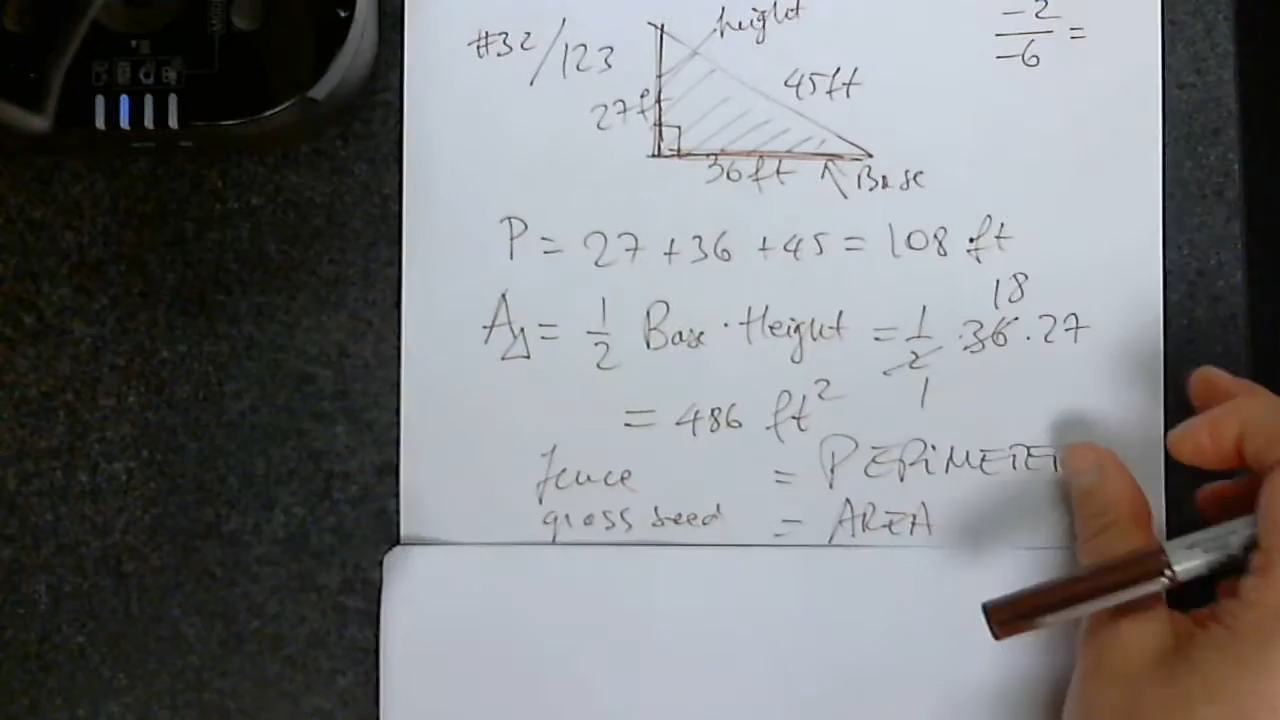 height
-2/-6 =
#32/123
45ft
27ft
36ft
Base
P = 27 + 36 + 45 = 108 ft
18
A△ = 1/2 Base · Height = 1/2 · 36 · 27
1
= 486 ft²
fence = PERIMETER
grass seed = AREA